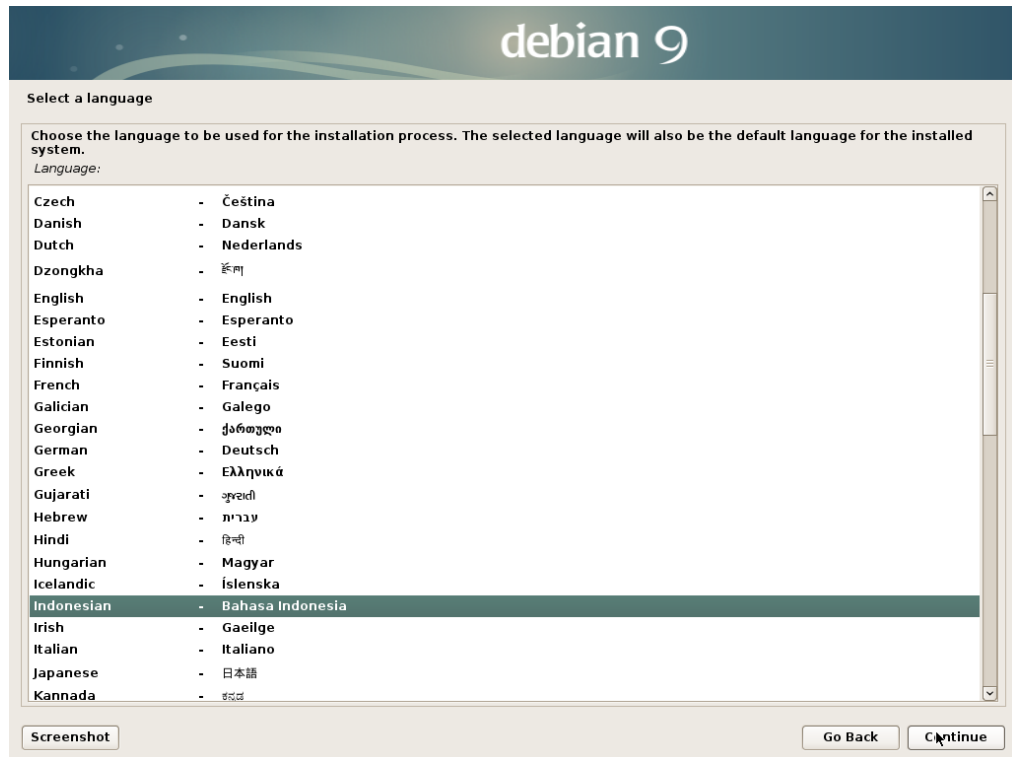 debian 9
Select a language
Choose the language to be used for the installation process. The selected language will also be the default language for the installed
system.
Language:
Czech - Čeština
Danish - Dansk
Dutch - Nederlands
Dzongkha - རྫོང་ཁ།
English - English
Esperanto - Esperanto
Estonian - Eesti
Finnish - Suomi
French - Français
Galician - Galego
Georgian - ქართული
German - Deutsch
Greek - Ελληνικά
Gujarati - ગુજરાતી
Hebrew - עברית
Hindi - हिन्दी
Hungarian - Magyar
Icelandic - Íslenska
Indonesian - Bahasa Indonesia
Irish - Gaeilge
Italian - Italiano
Japanese - 日本語
Kannada - ಕನ್ನಡ
Screenshot Go Back Continue